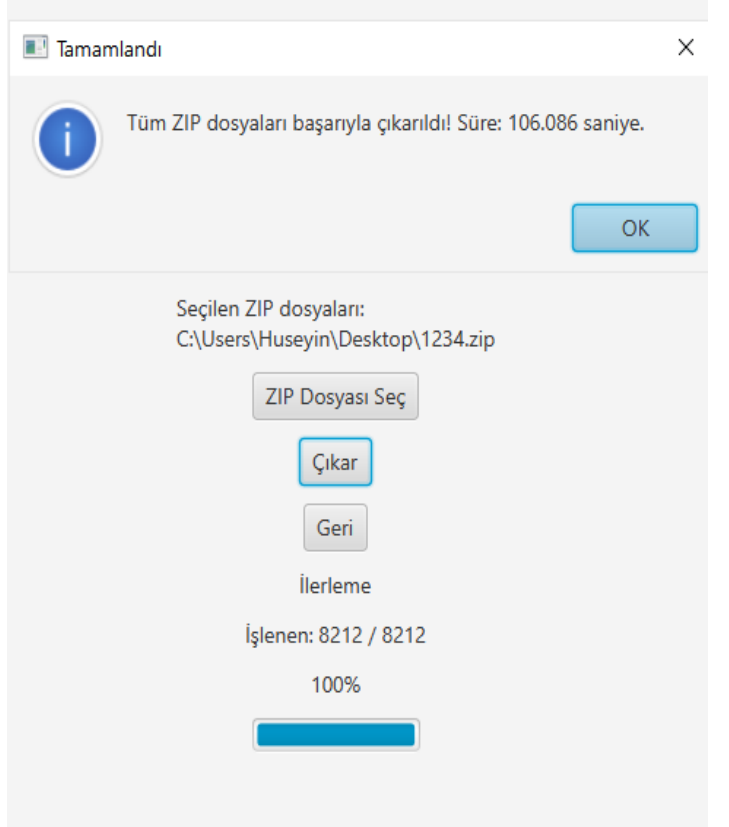 Tamamlandı
Tüm ZIP dosyaları başarıyla çıkarıldı! Süre: 106.086 saniye.
OK
Seçilen ZIP dosyaları:
C:\Users\Huseyin\Desktop\1234.zip
ZIP Dosyası Seç
Çıkar
Geri
İlerleme
İşlenen: 8212 / 8212
100%